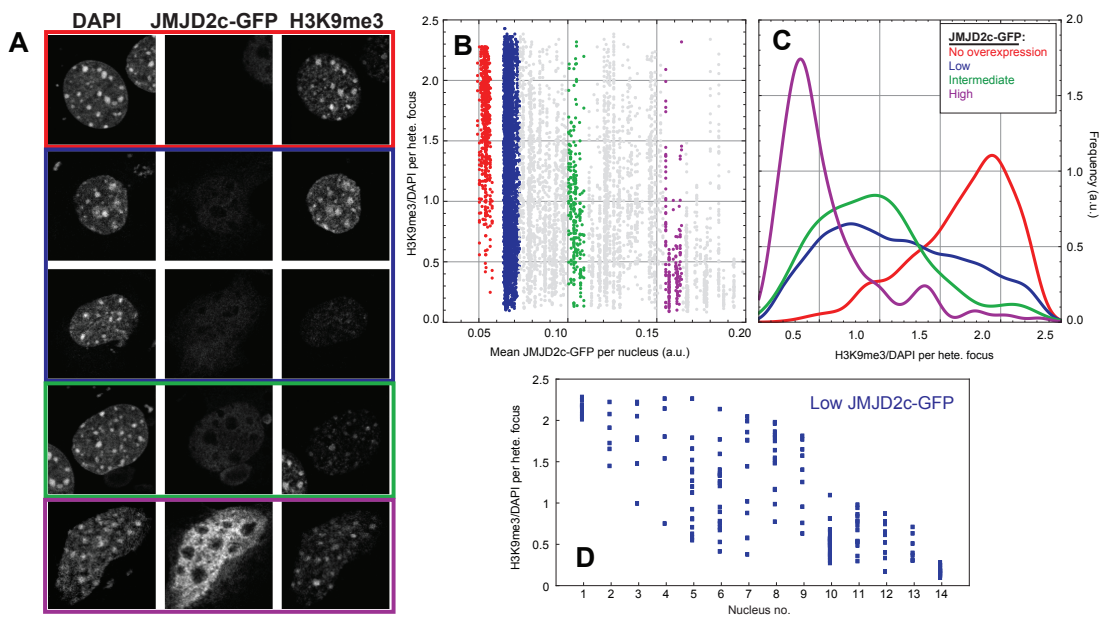 A
DAPI
JMJD2c-GFP
H3K9me3
B
H3K9me3/DAPI per hete. focus
2.5
2.0
1.5
1.0
0.5
0.0
0.05
0.10
0.15
0.20
Mean JMJD2c-GFP per nucleus (a.u.)
C
JMJD2c-GFP:
No overexpression
Low
Intermediate
High
2.0
1.5
1.0
0.5
0.0
Frequency (a.u.)
0.5
1.0
1.5
2.0
2.5
H3K9me3/DAPI per hete. focus
D
Low JMJD2c-GFP
H3K9me3/DAPI per hete. focus
2.5
2
1.5
1
0.5
0
1 2 3 4 5 6 7 8 9 10 11 12 13 14
Nucleus no.